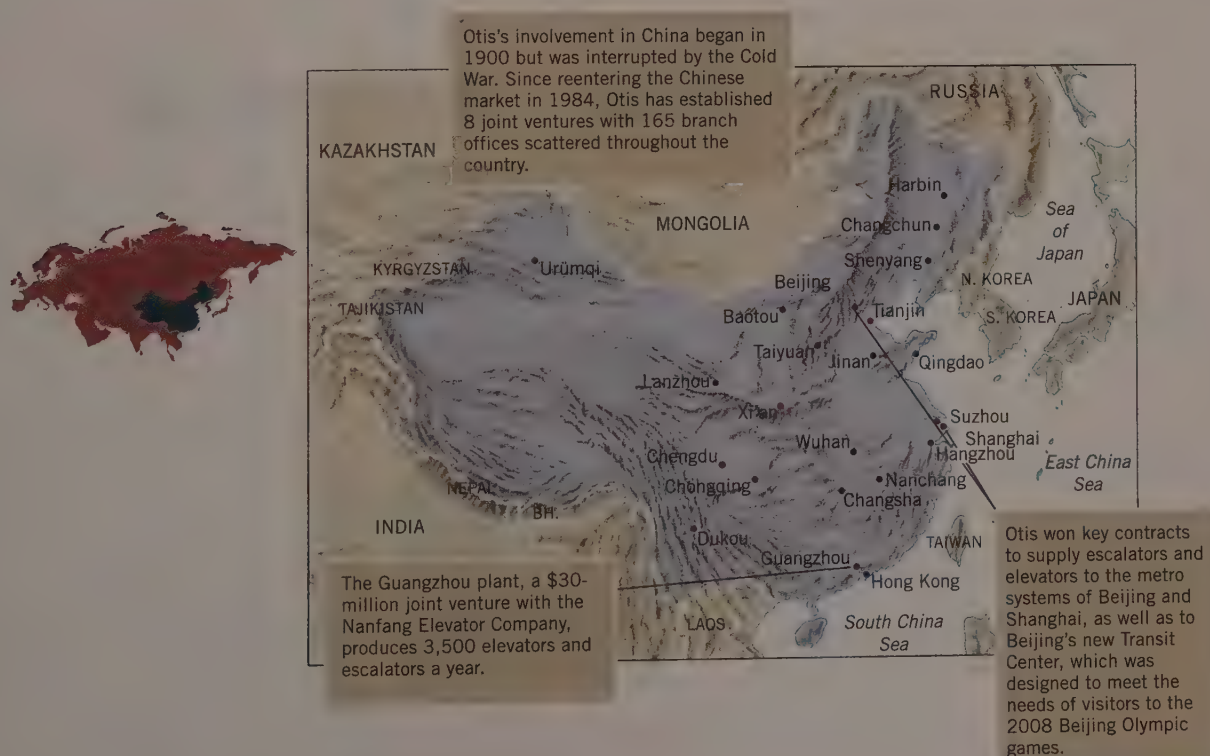 Otis's involvement in China began in
1900 but was interrupted by the Cold
War. Since reentering the Chinese
market in 1984, Otis has established
8 joint ventures with 165 branch
offices scattered throughout the
country.
RUSSIA
KAZAKHSTAN
Harbin
MONGOLIA
Changchun
Sea
of
Japan
Shenyang
KYRGYZSTAN
Urümqi
N. KOREA
Beijing
TAJIKISTAN
JAPAN
Baotou
Tianjin
S. KOREA
Taiyuan
Jinan
Qingdao
Lanzhou
Xi'an
Suzhou
Shanghai
Wuhan
Hangzhou
Chengdu
East China
Sea
Chongqing
Nanchang
Changsha
NEPAL
BH.
INDIA
Dukou
TAIWAN
Guangzhou
Hong Kong
LAOS
South China
Sea
The Guangzhou plant, a $30-
million joint venture with the
Nanfang Elevator Company,
produces 3,500 elevators and
escalators a year.
Otis won key contracts
to supply escalators and
elevators to the metro
systems of Beijing and
Shanghai, as well as to
Beijing's new Transit
Center, which was
designed to meet the
needs of visitors to the
2008 Beijing Olympic
games.